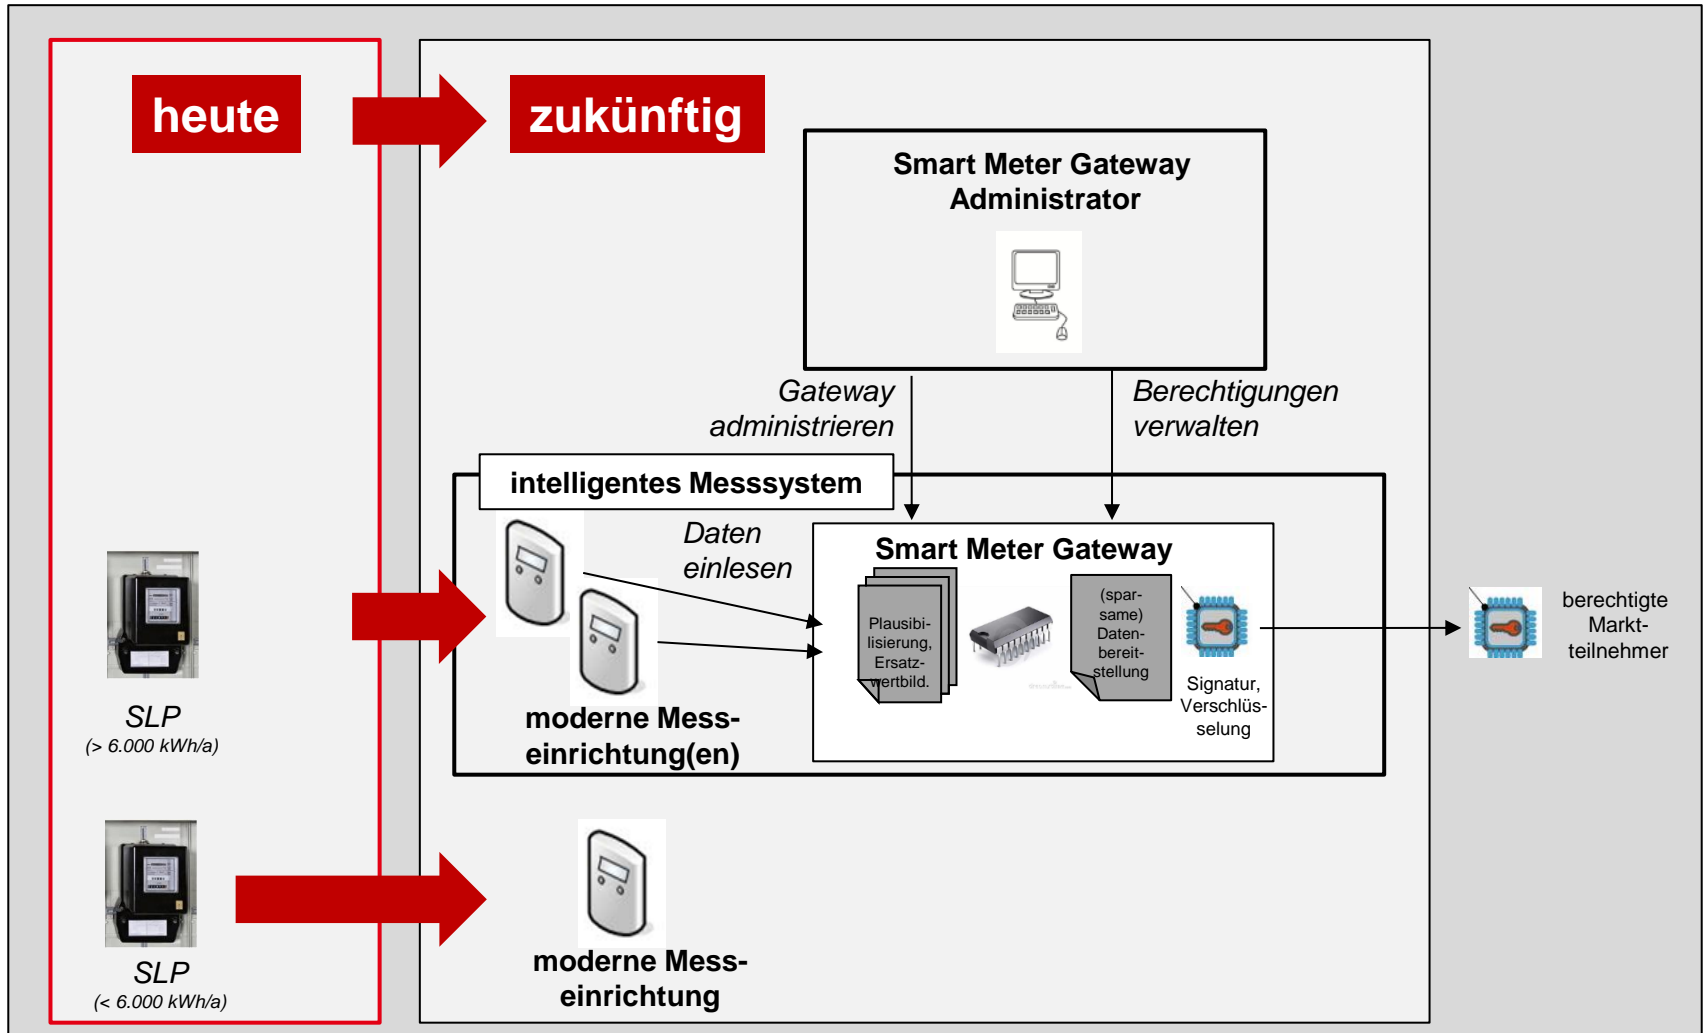 heute
zukünftig
Smart Meter Gateway
Administrator
Gateway
administrieren
Berechtigungen
verwalten
intelligentes Messsystem
Daten
einlesen
Smart Meter Gateway
Plausibi-
lisierung,
Ersatz-
wertbild.
(spar-
same)
Daten-
bereit-
stellung
Signatur,
Verschlüs-
selung
berechtigte
Markt-
teilnehmer
moderne Mess-
einrichtung(en)
SLP
(> 6.000 kWh/a)
moderne Mess-
einrichtung
SLP
(< 6.000 kWh/a)